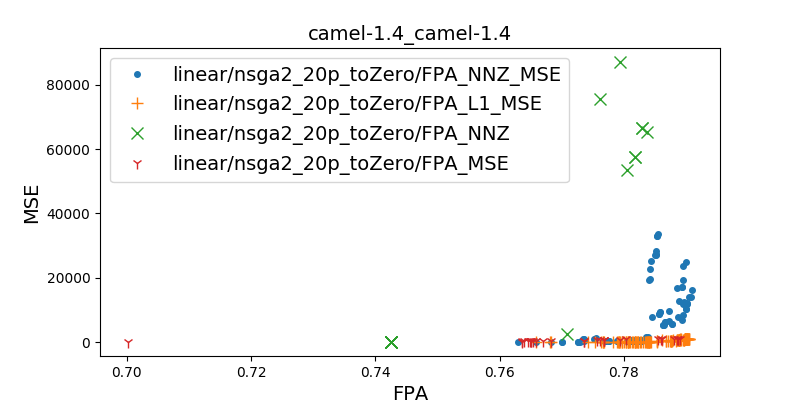 camel-1.4_camel-1.4
linear/nsga2_20p_toZero/FPA_NNZ_MSE
linear/nsga2_20p_toZero/FPA_L1_MSE
linear/nsga2_20p_toZero/FPA_NNZ
linear/nsga2_20p_toZero/FPA_MSE
MSE
80000
60000
40000
20000
0
0.70 0.72 0.74 0.76 0.78
FPA